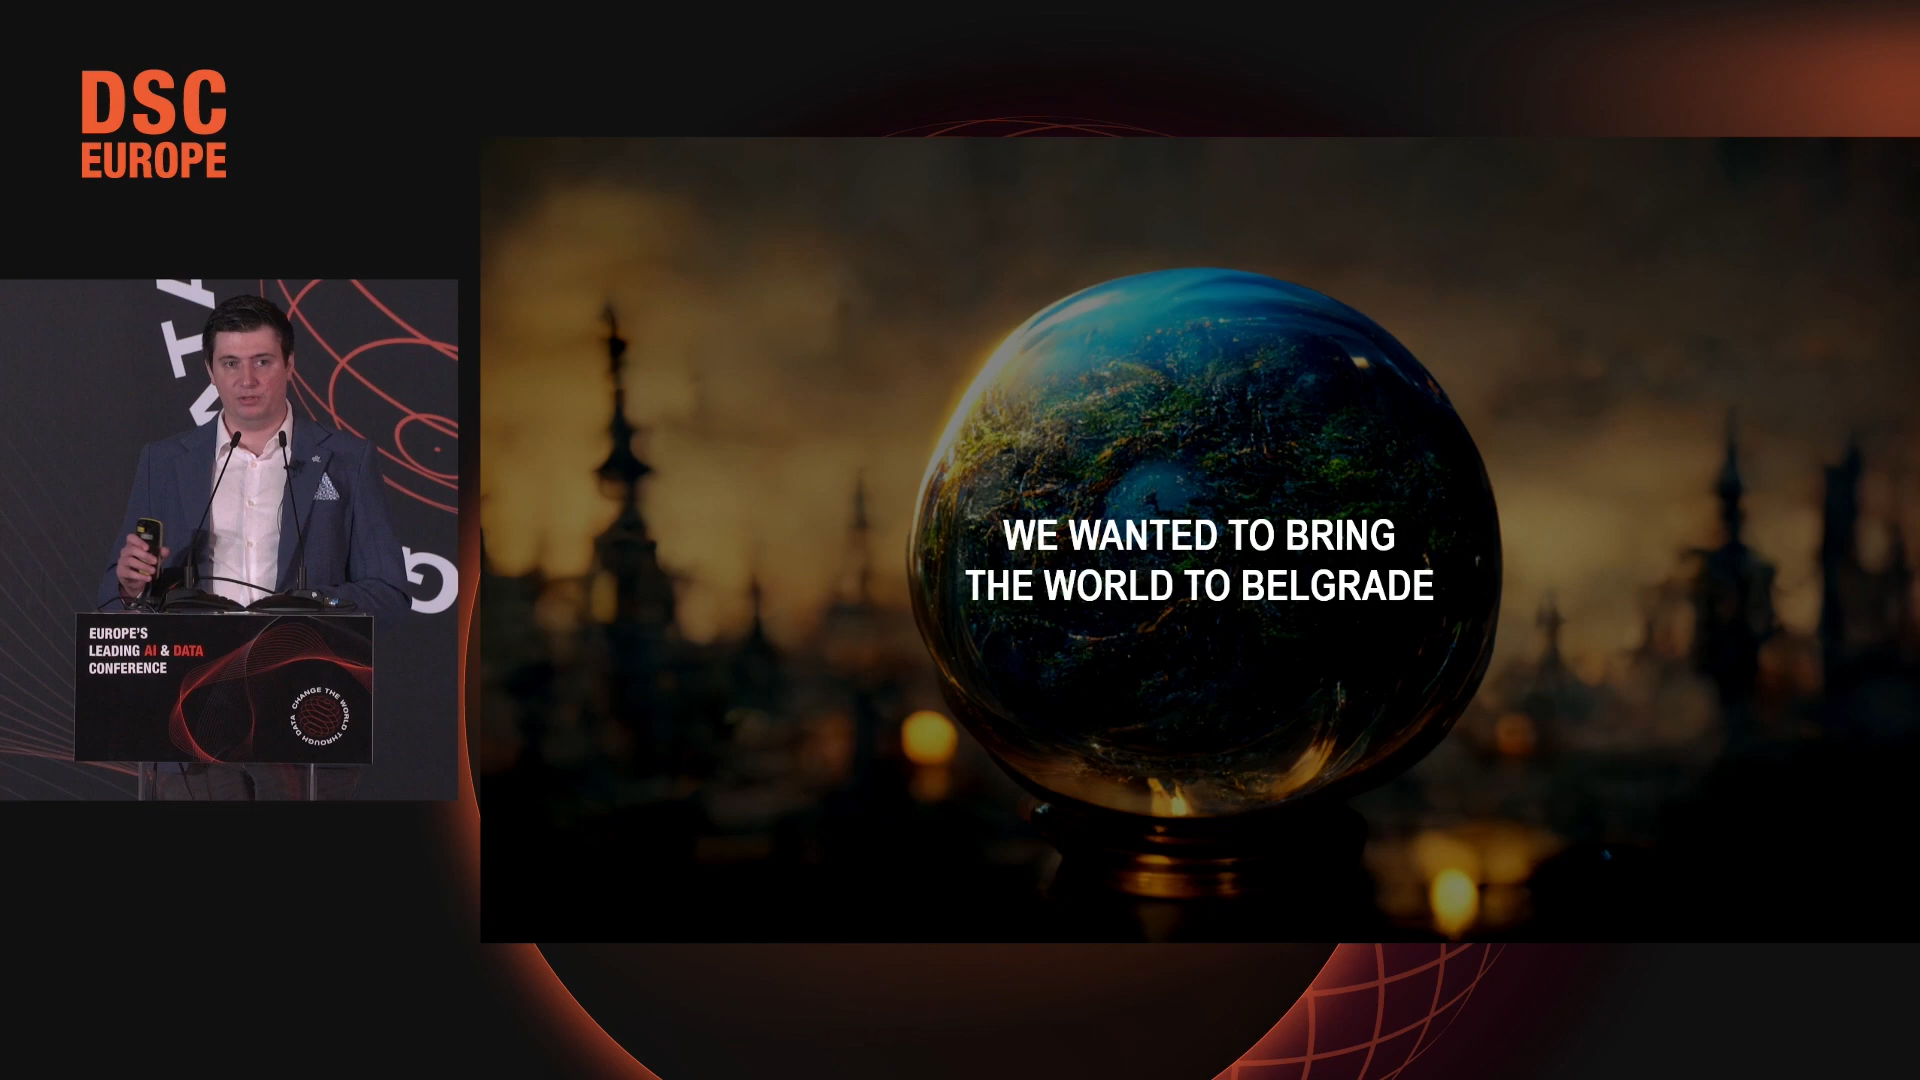 DSC
EUROPE
WE WANTED TO BRING
THE WORLD TO BELGRADE
EUROPE'S
LEADING AI & DATA
CONFERENCE
CHANGE THE WORLD THROUGH DATA